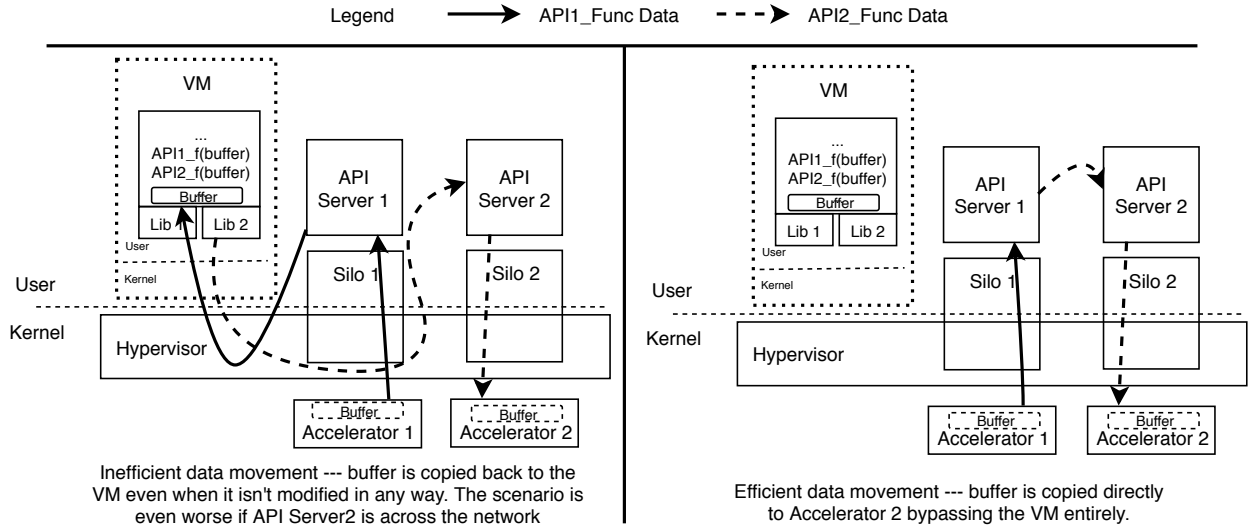 Legend API1_Func Data API2_Func Data
VM
...
API1_f(buffer)
API2_f(buffer)
Buffer
Lib 1 Lib 2
User
Kernel
API
Server 1
API
Server 2
Silo 1
Silo 2
User
Kernel
Hypervisor
Buffer
Accelerator 1
Buffer
Accelerator 2
Inefficient data movement --- buffer is copied back to the
VM even when it isn't modified in any way. The scenario is
even worse if API Server2 is across the network
VM
...
API1_f(buffer)
API2_f(buffer)
Buffer
Lib 1 Lib 2
User
Kernel
API
Server 1
API
Server 2
Silo 1
Silo 2
User
Kernel
Hypervisor
Buffer
Accelerator 1
Buffer
Accelerator 2
Efficient data movement --- buffer is copied directly
to Accelerator 2 bypassing the VM entirely.